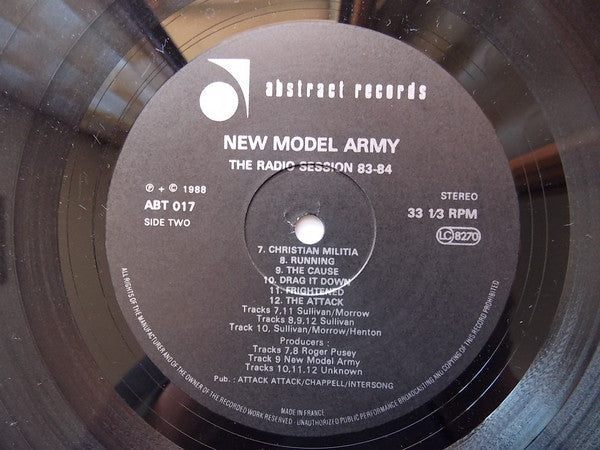 abstract records
NEW MODEL ARMY
THE RADIO SESSION 83-84
℗ + © 1988
ABT 017
SIDE TWO
STEREO
33 1/3 RPM
LC 8270
7. CHRISTIAN MILITIA
8. RUNNING
9. THE CAUSE
10. DRAG IT DOWN
11. FRIGHTENED
12. THE ATTACK
Tracks 7,11 Sullivan/Morrow
Tracks 8,9,12 Sullivan
Track 10, Sullivan/Morrow/Henton
Producers :
Tracks 7,8 Roger Pusey
Track 9 New Model Army
Tracks 10,11,12 Unknown
Pub. : ATTACK ATTACK/CHAPPELL/INTERSONG
MADE IN FRANCE
ALL RIGHTS OF THE MANUFACTURER AND OF THE OWNER OF THE RECORDED WORK RESERVED - UNAUTHORIZED PUBLIC PERFORMANCE BROADCASTING AND COPYING OF THIS RECORD PROHIBITED